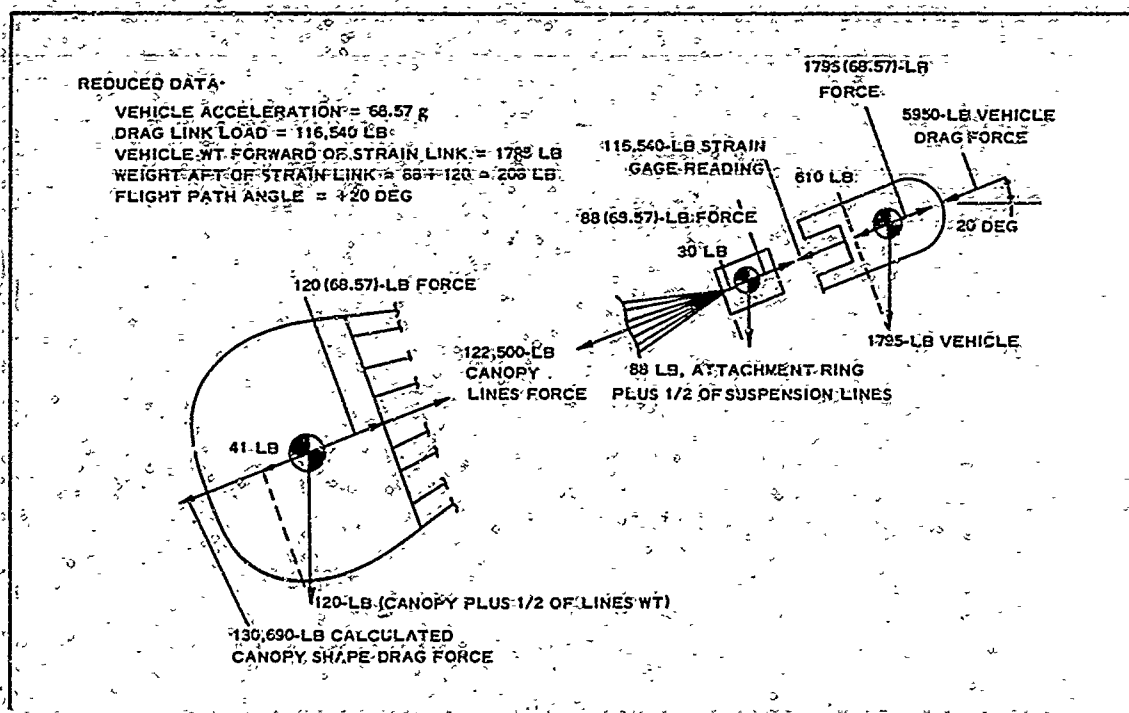 REDUCED DATA
VEHICLE ACCELERATION = 68.57 g
DRAG LINK LOAD = 116,540 LB
VEHICLE WT FORWARD OF STRAIN LINK = LB
WEIGHT AFT OF STRAIN LINK = 88 + 120 = 208 LB
FLIGHT PATH ANGLE = +20 DEG
1795 (68.57)-LB
FORCE
5950-LB VEHICLE
DRAG FORCE
115,540-LB STRAIN
GAGE READING
610 LB
88 (68.57)-LB FORCE
30 LB
20 DEG
120 (68.57)-LB FORCE
122,500-LB
CANOPY
LINES FORCE
1795-LB VEHICLE
88 LB, ATTACHMENT RING
PLUS 1/2 OF SUSPENSION LINES
41 LB
120-LB (CANOPY PLUS 1/2 OF LINES WT)
130,690-LB CALCULATED
CANOPY SHAPE DRAG FORCE